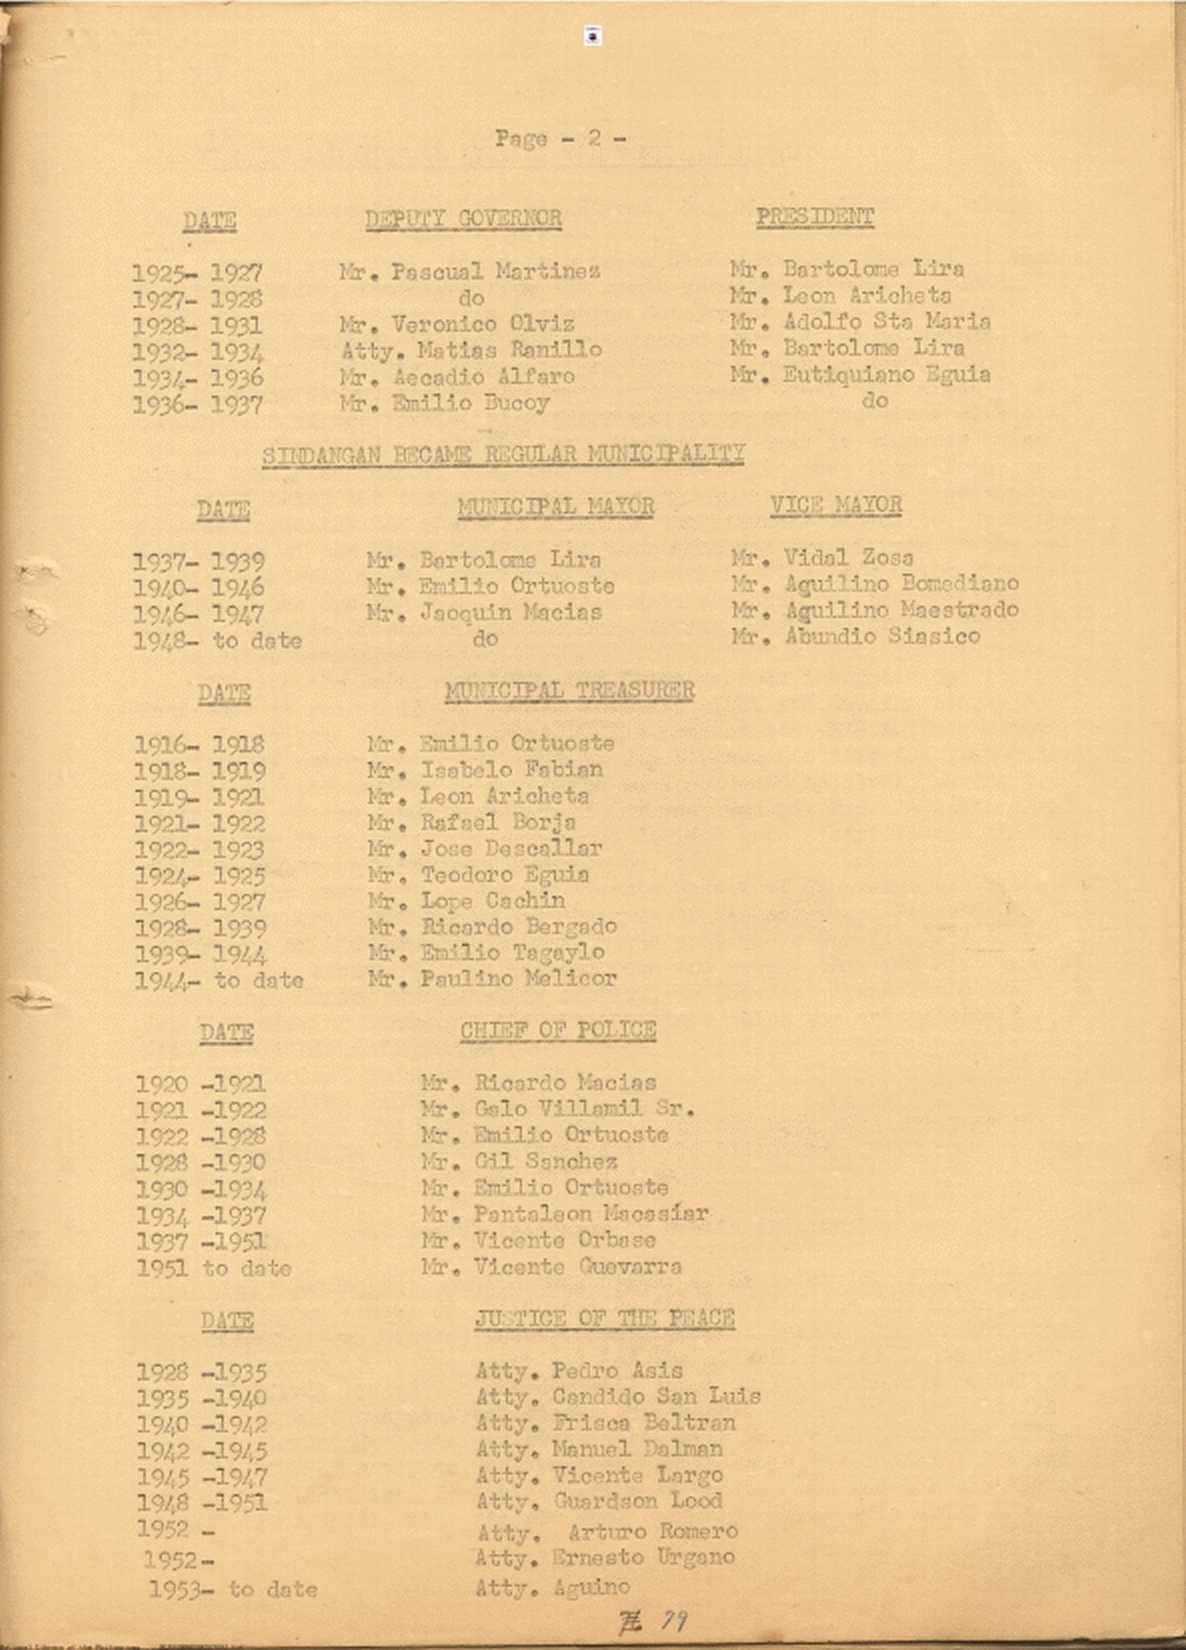 Page - 2 -
DATE DEPUTY GOVERNOR PRESIDENT
1925- 1927 Mr. Pascual Martinez Mr. Bartolome Lira
1927- 1928 do Mr. Leon Aricheta
1928- 1931 Mr. Veronico Olviz Mr. Adolfo Sta Maria
1932- 1934 Atty. Matias Ranillo Mr. Bartolome Lira
1934- 1936 Mr. Aecadio Alfaro Mr. Eutiquiano Eguia
1936- 1937 Mr. Emilio Bucoy do
SINDANGAN BECAME REGULAR MUNICIPALITY
DATE MUNICIPAL MAYOR VICE MAYOR
1937- 1939 Mr. Bartolome Lira Mr. Vidal Zosa
1940- 1946 Mr. Emilio Ortuoste Mr. Aguilino Bomediano
1946- 1947 Mr. Jaoquin Macias Mr. Aguilino Maestrado
1948- to date do Mr. Abundio Siasico
DATE MUNICIPAL TREASURER
1916- 1918 Mr. Emilio Ortuoste
1918- 1919 Mr. Isabelo Fabian
1919- 1921 Mr. Leon Aricheta
1921- 1922 Mr. Rafael Borja
1922- 1923 Mr. Jose Descallar
1924- 1925 Mr. Teodoro Eguia
1926- 1927 Mr. Lope Cachin
1928- 1939 Mr. Ricardo Bergado
1939- 1944 Mr. Emilio Tagaylo
1944- to date Mr. Paulino Melicor
DATE CHIEF OF POLICE
1920 -1921 Mr. Ricardo Macias
1921 -1922 Mr. Galo Villamil Sr.
1922 -1928 Mr. Emilio Ortuoste
1928 -1930 Mr. Gil Sanchez
1930 -1934 Mr. Emilio Ortuoste
1934 -1937 Mr. Pantaleon Macasiar
1937 -1951 Mr. Vicente Orbase
1951 to date Mr. Vicente Guevarra
DATE JUSTICE OF THE PEACE
1928 -1935 Atty. Pedro Asis
1935 -1940 Atty. Candido San Luis
1940 -1942 Atty. Frisca Beltran
1942 -1945 Atty. Manuel Dalman
1945 -1947 Atty. Vicente Largo
1948 -1951 Atty. Guardson Lood
1952 - Atty. Arturo Romero
1952- Atty. Ernesto Urgano
1953- to date Atty. Aguino
79